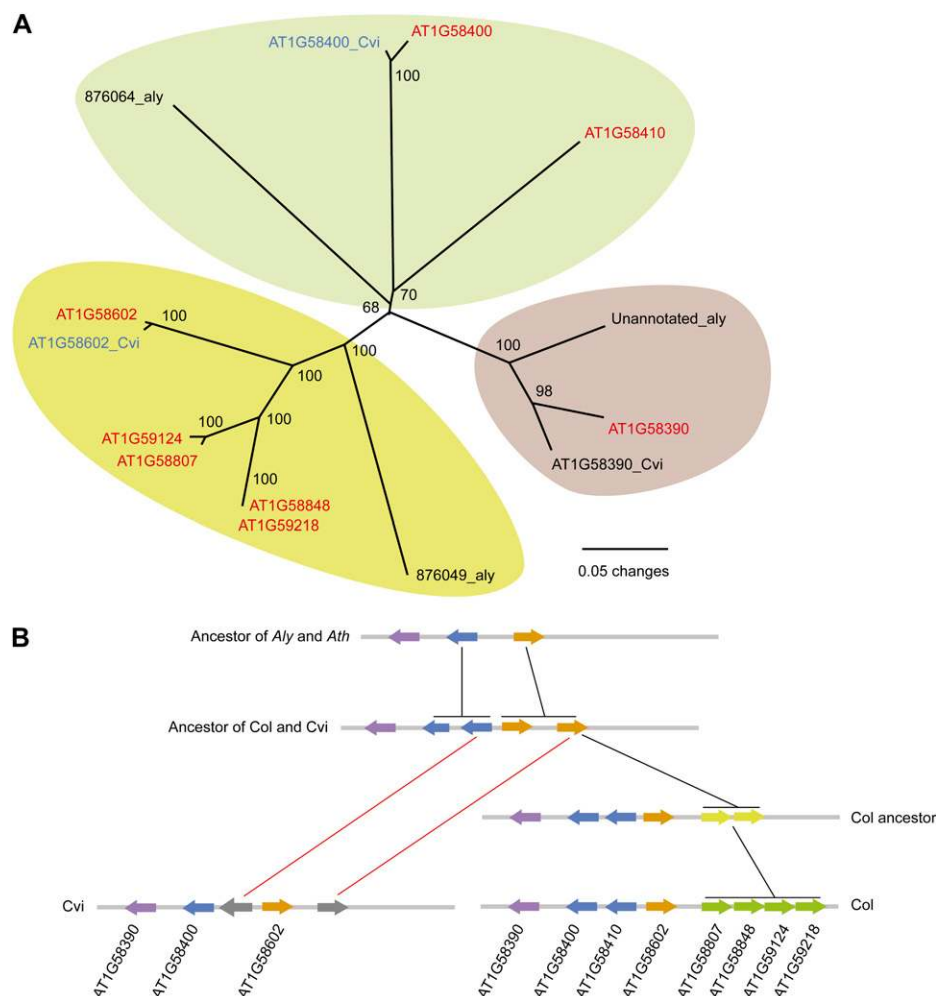 A
AT1G58400_Cvi
AT1G58400
100
876064_aly
AT1G58410
70
68
AT1G58602
100
AT1G58602_Cvi
100
100
Unannotated_aly
100
98
100
100
AT1G59124
AT1G58807
AT1G58390
AT1G58390_Cvi
100
AT1G58848
AT1G59218
876049_aly
0.05 changes
B
Ancestor of Aly and Ath
Ancestor of Col and Cvi
Col ancestor
Cvi
Col
AT1G58390
AT1G58400
AT1G58602
AT1G58390
AT1G58400
AT1G58410
AT1G58602
AT1G58807
AT1G58848
AT1G59124
AT1G59218